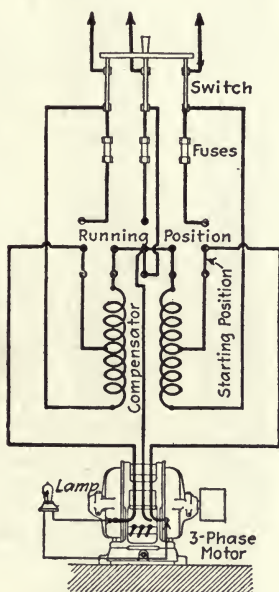 Switch
Fuses
Running Position
Compensator
Starting Position
Lamp
3-Phase
Motor